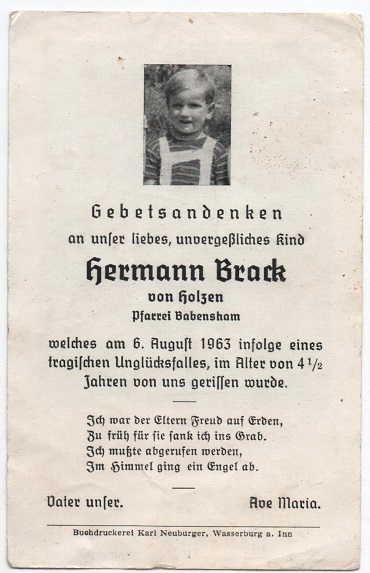 Gebetsandenken
an unser liebes, unvergeßliches Kind
Hermann Brack
von Holzen
Pfarrei Babensham
welches am 6. August 1963 infolge eines
tragischen Unglücksfalles, im Alter von 4 1/2
Jahren von uns gerissen wurde.
Ich war der Eltern Freud auf Erden,
Zu früh für sie sank ich ins Grab.
Ich mußte abgerufen werden,
Im Himmel ging ein Engel ab.
Vater unser. Ave Maria.
Buchdruckerei Karl Neuburger, Wasserburg a. Inn